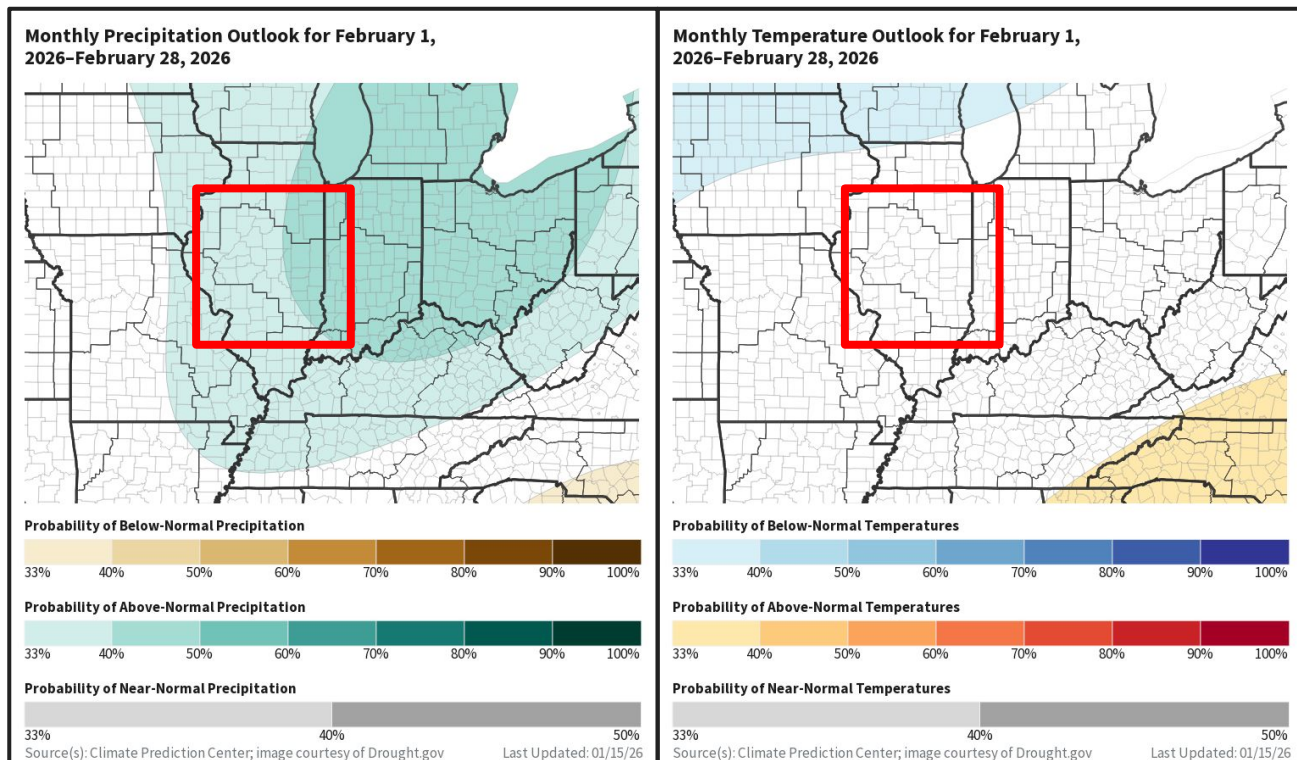 Monthly Precipitation Outlook for February 1,
2026–February 28, 2026
Probability of Below-Normal Precipitation
33% 40% 50% 60% 70% 80% 90% 100%
Probability of Above-Normal Precipitation
33% 40% 50% 60% 70% 80% 90% 100%
Probability of Near-Normal Precipitation
33% 40% 50%
Source(s): Climate Prediction Center; image courtesy of Drought.gov Last Updated: 01/15/26
Monthly Temperature Outlook for February 1,
2026–February 28, 2026
Probability of Below-Normal Temperatures
33% 40% 50% 60% 70% 80% 90% 100%
Probability of Above-Normal Temperatures
33% 40% 50% 60% 70% 80% 90% 100%
Probability of Near-Normal Temperatures
33% 40% 50%
Source(s): Climate Prediction Center; image courtesy of Drought.gov Last Updated: 01/15/26